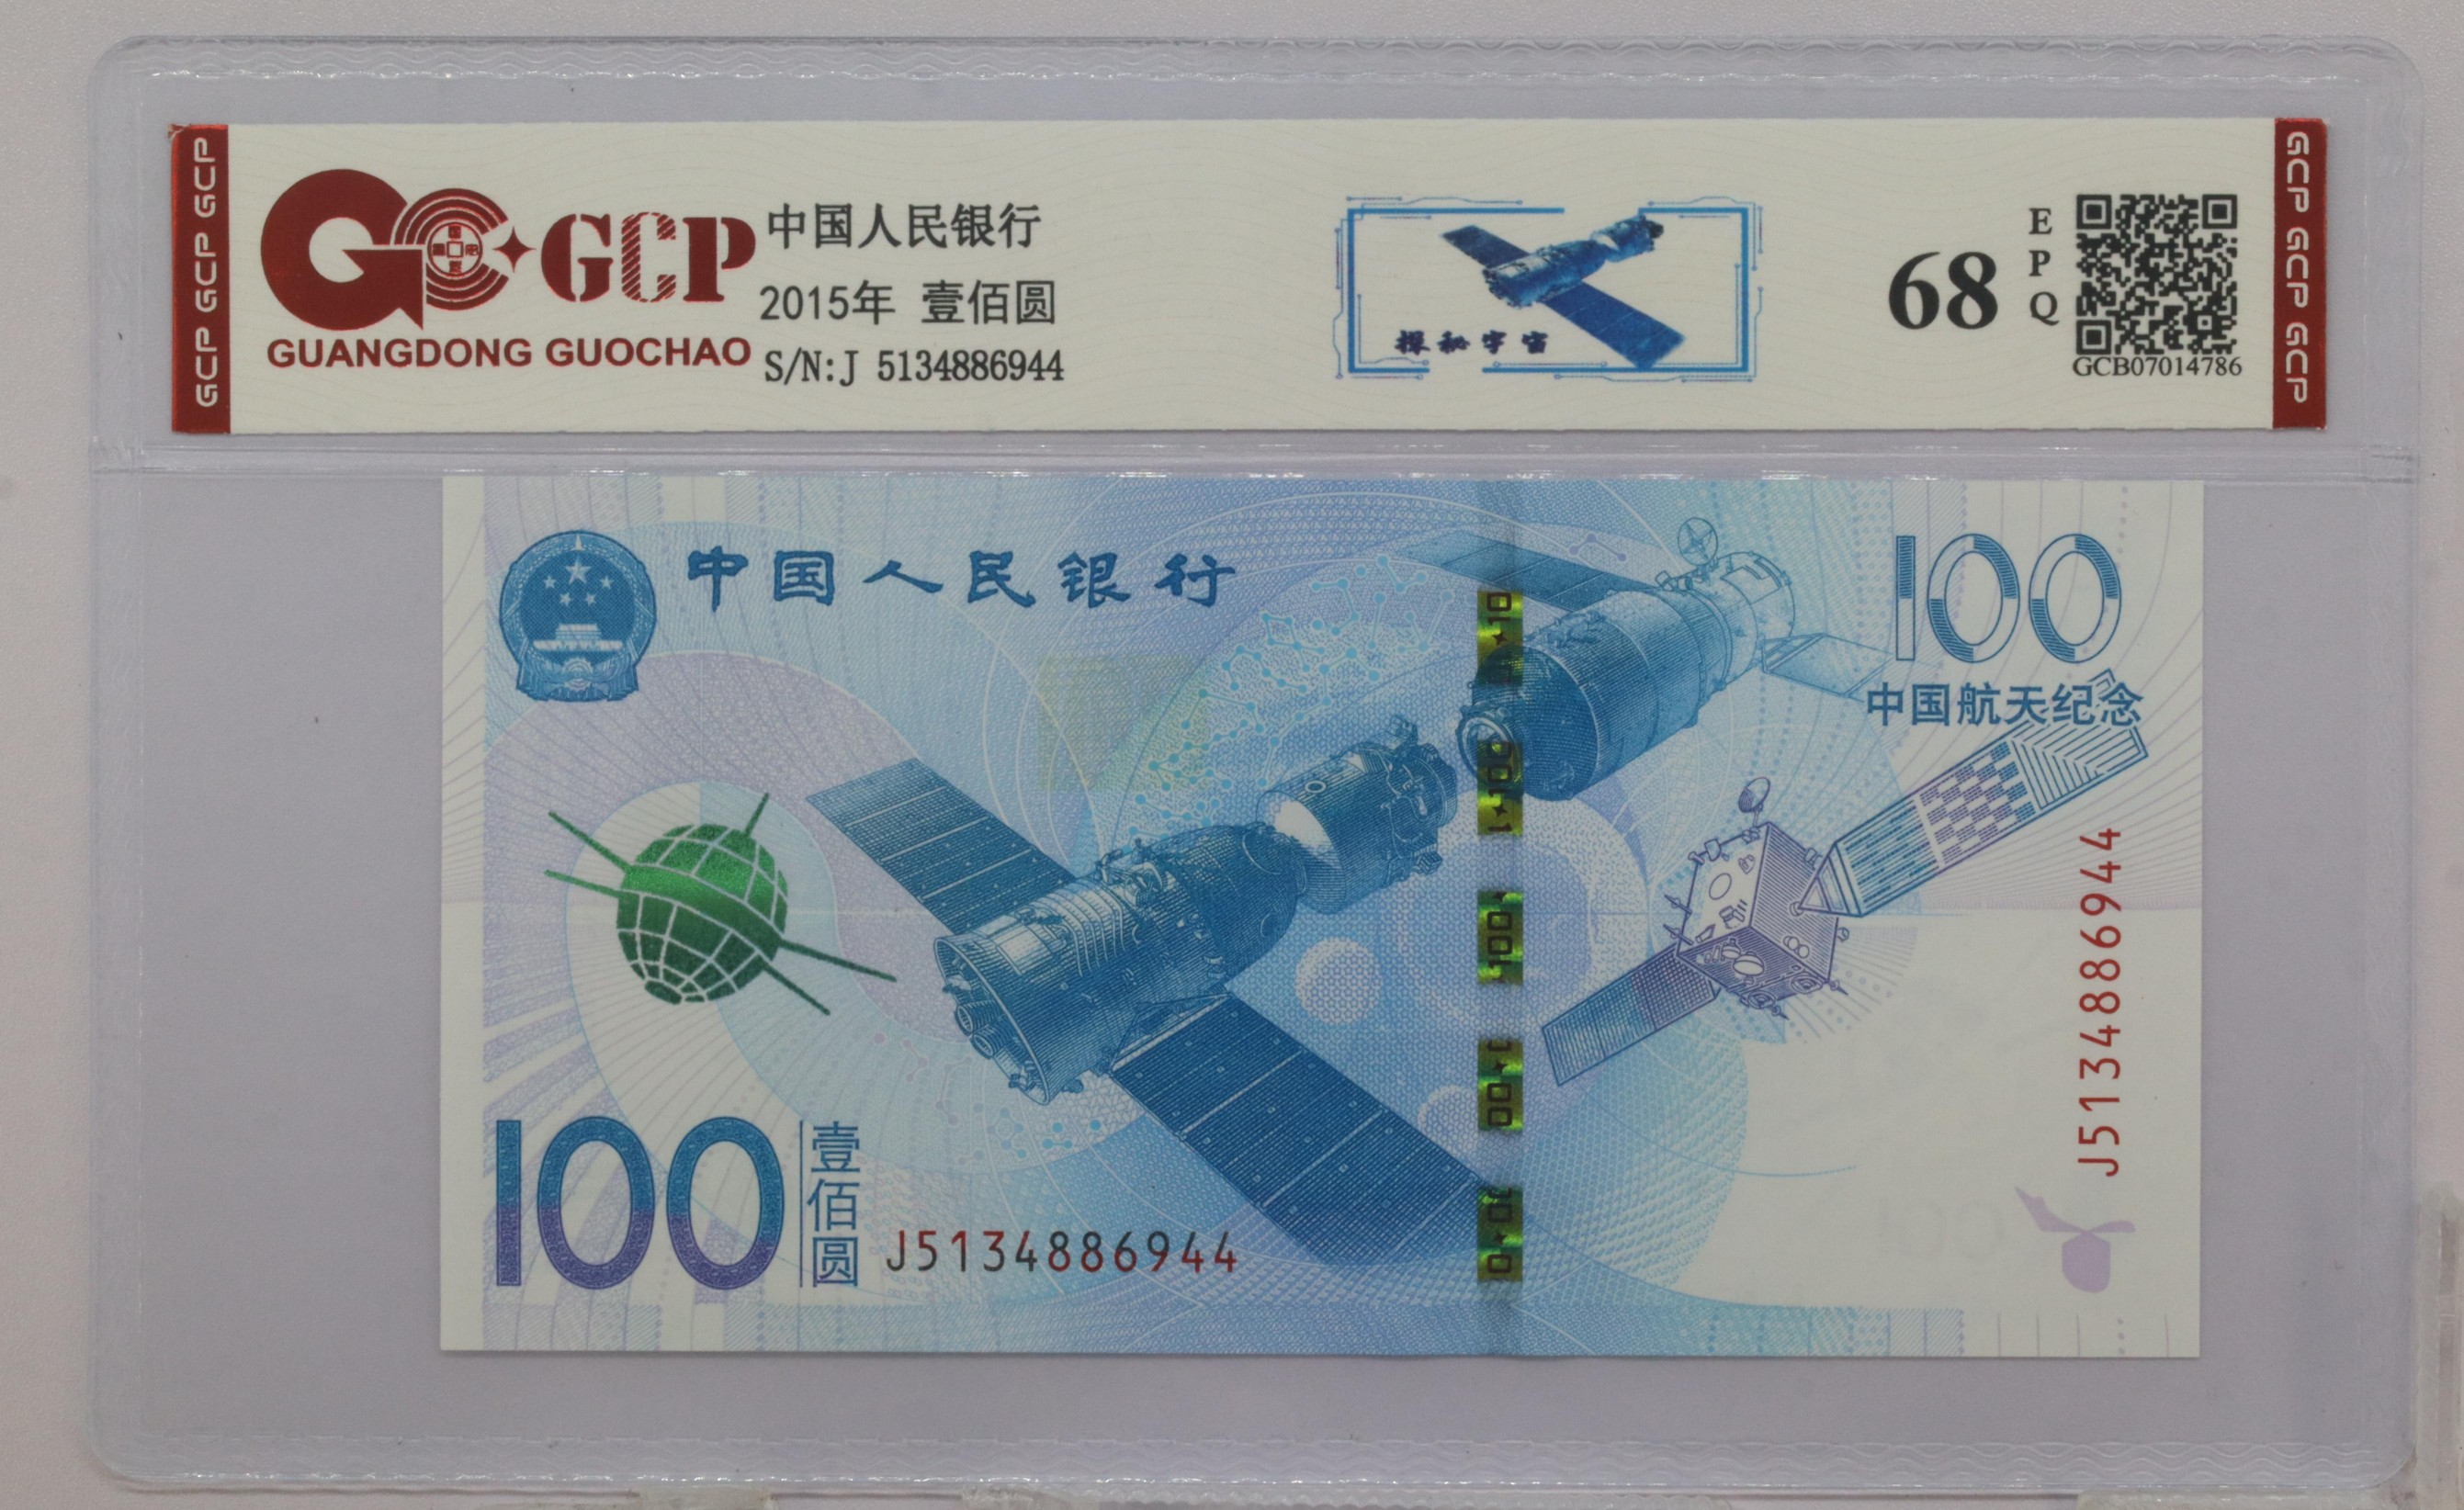 GCP GCP GCP
GCP
GUANGDONG GUOCHAO
中国人民银行
2015年 壹佰圆
S/N:J 5134886944
探秘宇宙
68
EPQ
GCB07014786
GCP GCP GCP
中国人民银行
100
中国航天纪念
J5134886944
100
壹佰圆
J5134886944
100